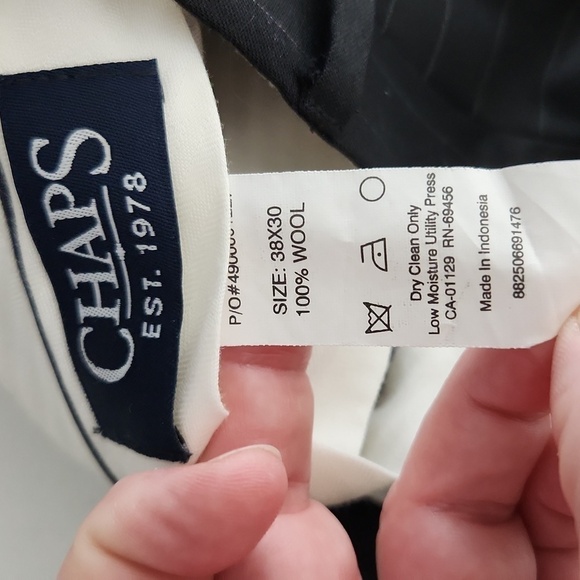 CHAPS
EST. 1978
SIZE: 38X30
100% WOOL
Dry Clean Only
Low Moisture Utility Press
CA-01129 RN-69456
Made In Indonesia
882506691476